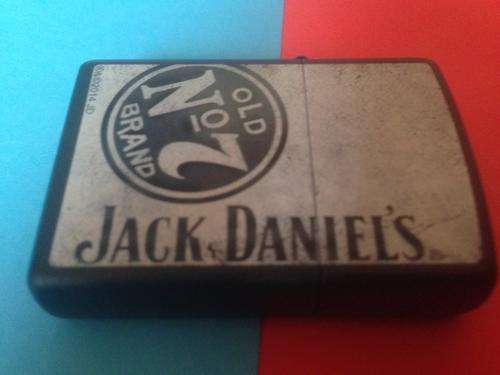 OLD
No. 7
BRAND
JACK DANIEL'S